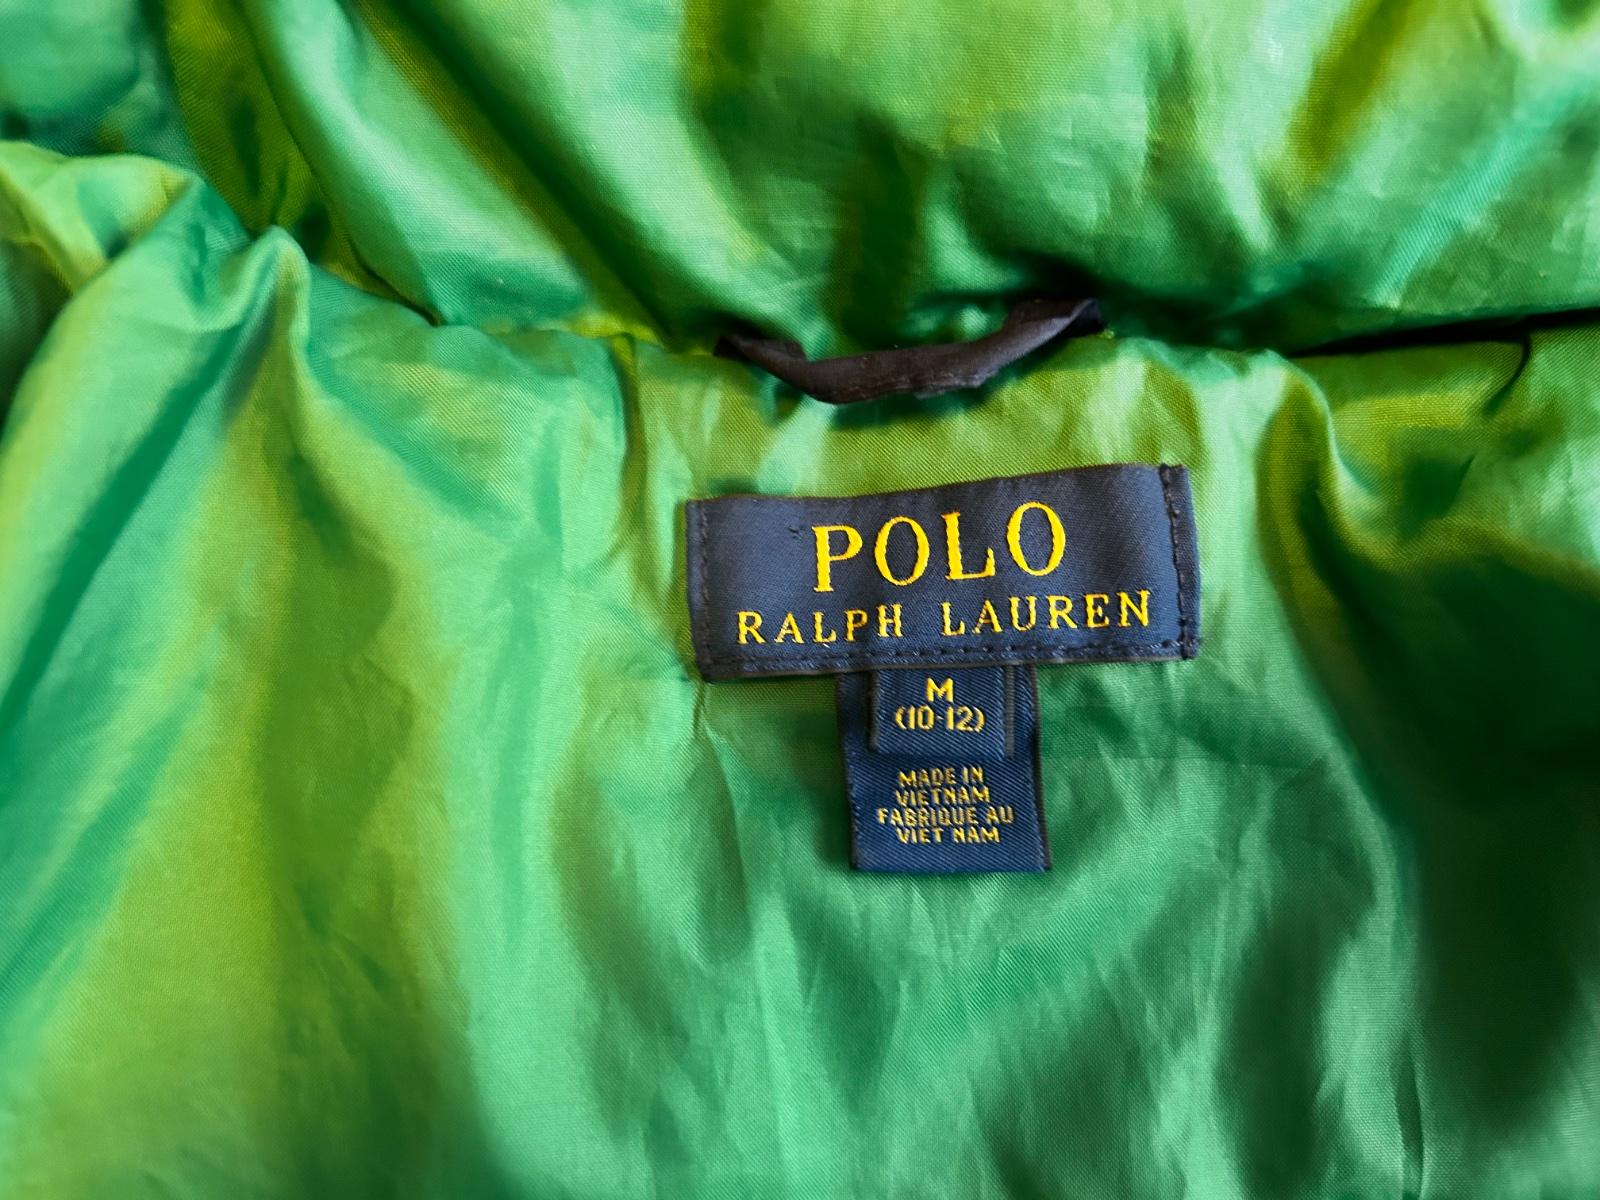 POLO
RALPH LAUREN
M
(10-12)
MADE IN
VIETNAM
FABRIQUE AU
VIET NAM